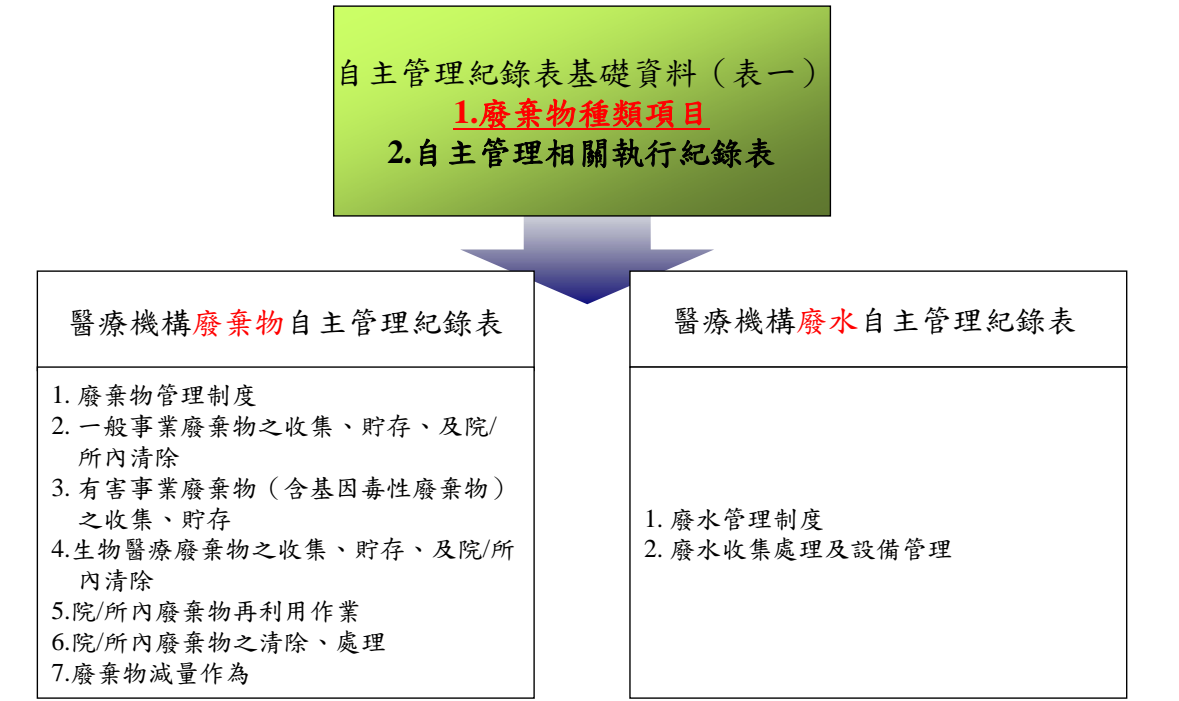 自主管理紀錄表基礎資料（表一）
1.廢棄物種類項目
2.自主管理相關執行紀錄表
醫療機構廢棄物自主管理紀錄表
1. 廢棄物管理制度
2. 一般事業廢棄物之收集、貯存、及院/
所內清除
3. 有害事業廢棄物（含基因毒性廢棄物）
之收集、貯存
4.生物醫療廢棄物之收集、貯存、及院/所
內清除
5.院/所內廢棄物再利用作業
6.院/所內廢棄物之清除、處理
7.廢棄物減量作為
醫療機構廢水自主管理紀錄表
1. 廢水管理制度
2. 廢水收集處理及設備管理